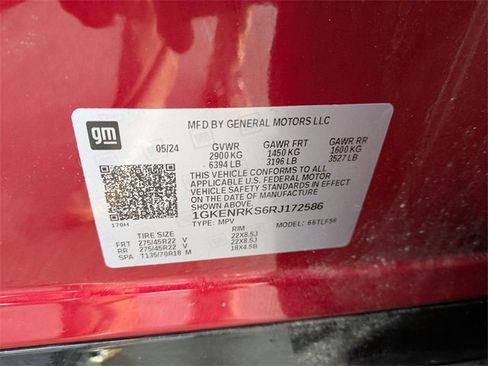 gm
MFD BY GENERAL MOTORS LLC
05/24 GVWR GAWR FRT GAWR RR
2900 KG 1450 KG 1600 KG
6394 LB 3196 LB 3527 LB
THIS VEHICLE CONFORMS TO ALL
APPLICABLE U.S. FEDERAL MOTOR
VEHICLE SAFETY STANDARDS IN
EFFECT ON THE DATE OF
MANUFACTURE SHOWN ABOVE.
1GKENRKS6RJ172586
170H TYPE: MPV MODEL: 66TLF56
TIRE SIZE RIM
FRT 275/45R22 V 22X8.5J
RR 275/45R22 V 22X8.5J
SPA T135/70R18 M 18X4.5B